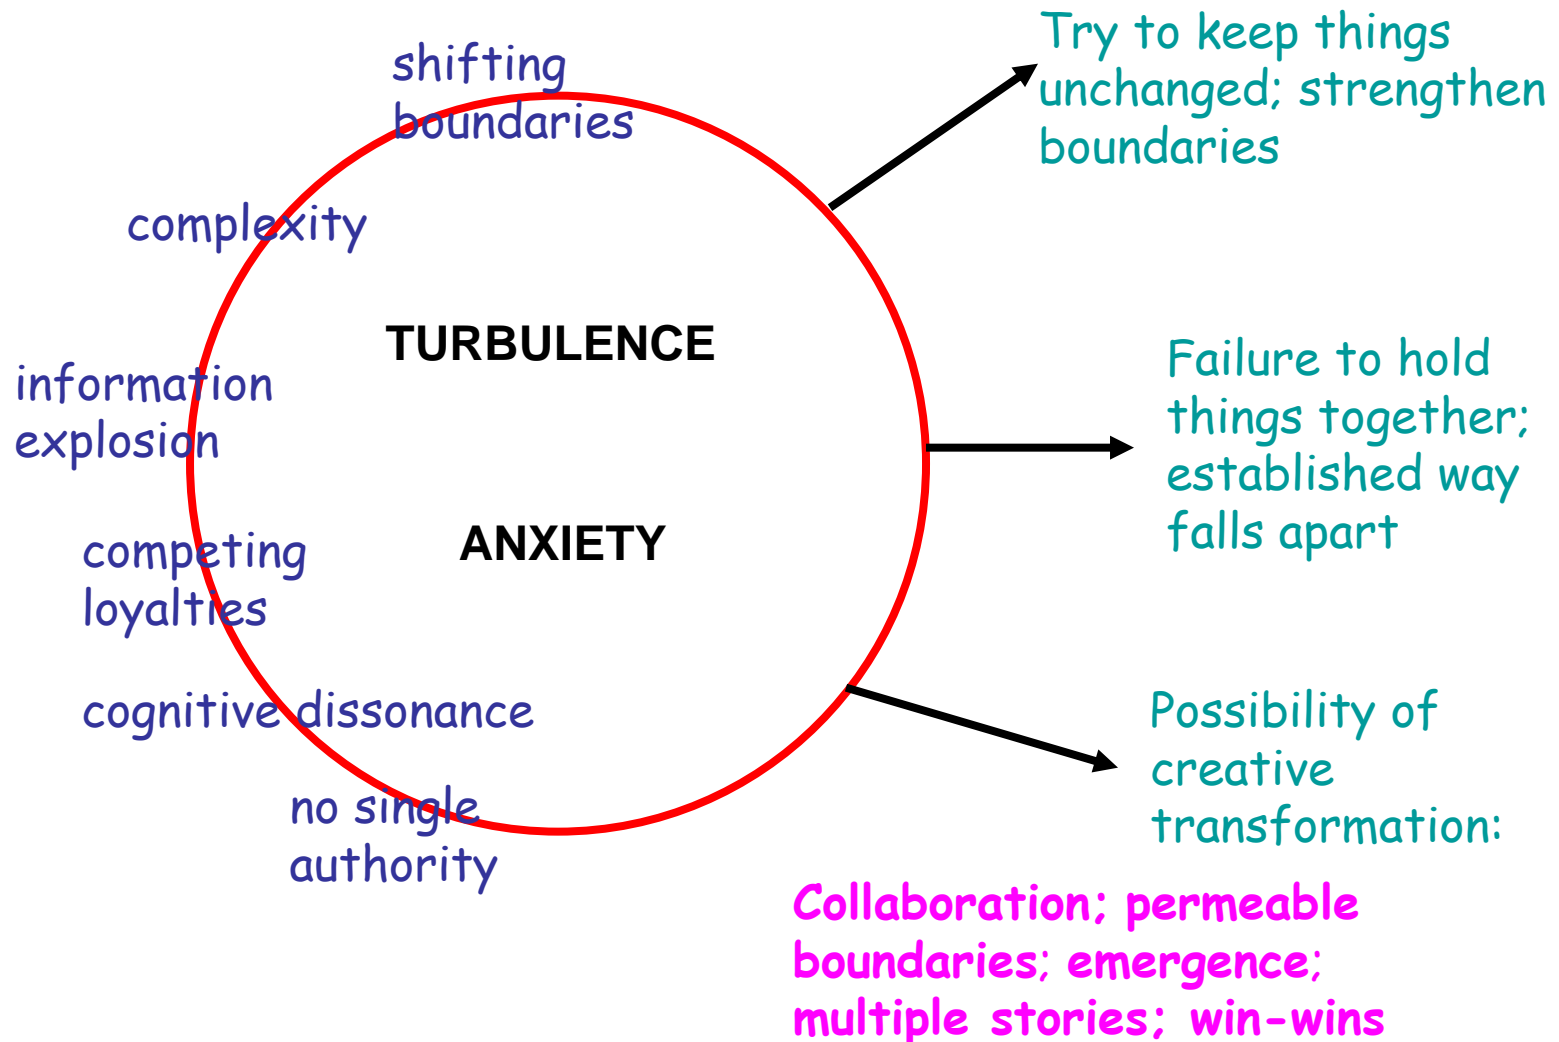 shifting
boundaries
complexity
information
explosion
competing
loyalties
cognitive dissonance
no single
authority
TURBULENCE
ANXIETY
Try to keep things
unchanged; strengthen
boundaries
Failure to hold
things together;
established way
falls apart
Possibility of
creative
transformation:
Collaboration; permeable
boundaries; emergence;
multiple stories; win-wins